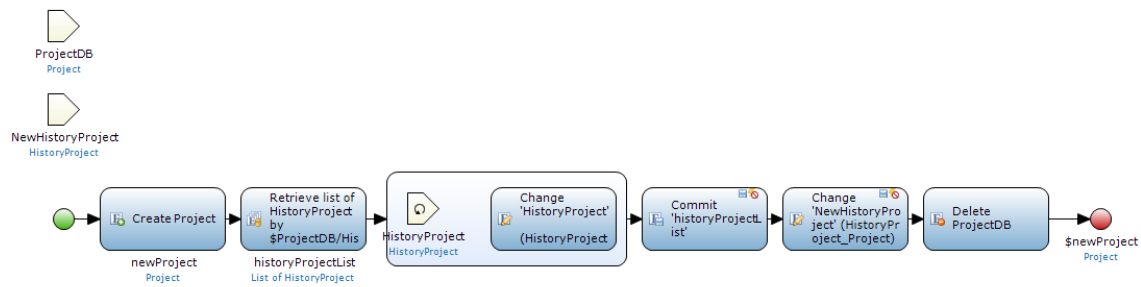 ProjectDB
Project
NewHistoryProject
HistoryProject
Create Project
newProject
Project
Retrieve list of
HistoryProject
by
$ProjectDB/His
historyProjectList
List of HistoryProject
HistoryProject
HistoryProject
Change
'HistoryProject'
(HistoryProject
Commit
'historyProjectL
ist'
Change
'NewHistoryPro
ject' (HistoryPr
oject_Project)
Delete
ProjectDB
$newProject
Project